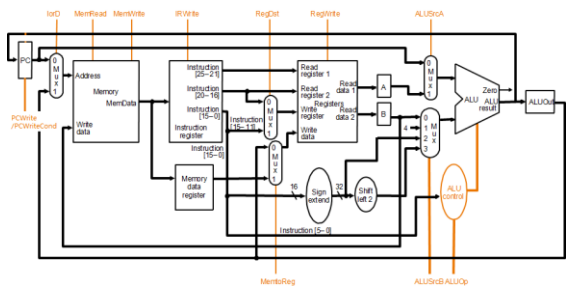 IorD
MemRead
MemWrite
IRWrite
RegDst
RegWrite
ALUSrcA
PC
0
M
u
x
1
Address
Memory
MemData
Write
data
Instruction
[25–21]
Instruction
[20–16]
Instruction
[15–0]
Instruction
register
Instruction
[15–0]
Memory
data
register
Instruction
[15–11]
0
M
u
x
1
0
M
u
x
1
Read
register 1
Read
register 2
Registers
Write
register
Write
data
Read
data 1
Read
data 2
A
B
4
0
M
u
x
1
0
1 M
u
2 x
3
Zero
ALU
ALU
result
ALUOut
PCWrite
/PCWriteCond
16
Sign
extend
32
Shift
left 2
ALU
control
Instruction [5–0]
MemtoReg
ALUSrcB
ALUOp